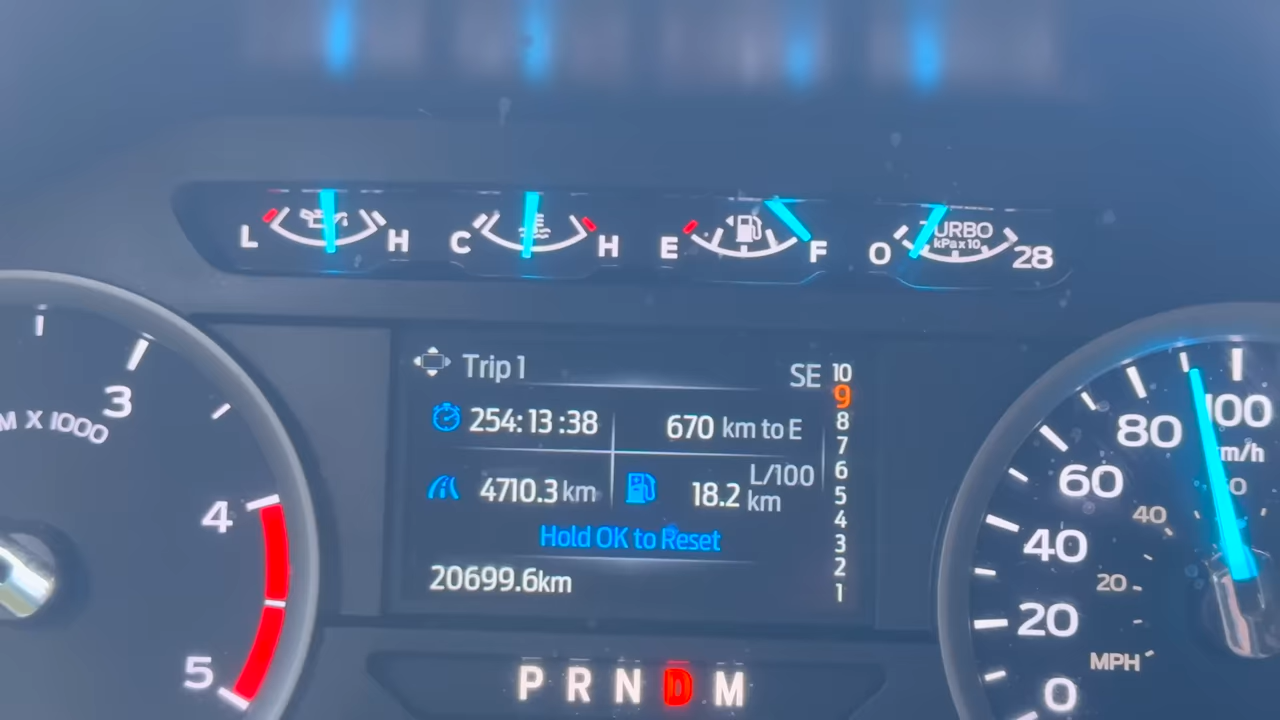 L H C H E F O TURBO kPa x 10 28
Trip 1 SE 10
9
254:13:38 670 km to E 8
7
4710.3 km 18.2 L/100 km 6
5
4
Hold OK to Reset 3
2
20699.6km 1
P R N D M
3
X 1000
4
5
0
20
40
60
80
100
km/h
20
40
MPH